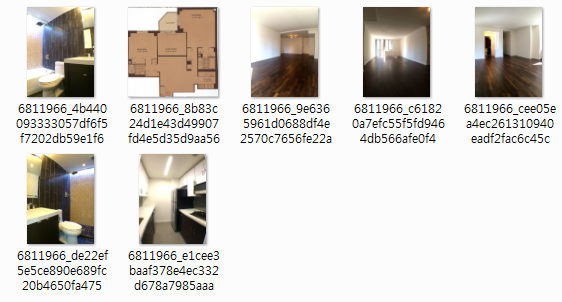 6811966_4b440
093333057df6f5
f7202db59e1f6
6811966_8b83c
24d1e43d49907
fd4e5d35d9aa56
6811966_9e636
5961d0688df4e
2570c7656fe22a
6811966_c6182
0a7efc55f5fd946
4db566afe0f4
6811966_cee05e
a4ec261310940
eadf2fac6c45c
6811966_de22ef
5e5ce890e689fc
20b4650fa475
6811966_e1cee3
baaf378e4ec332
d678a7985aaa